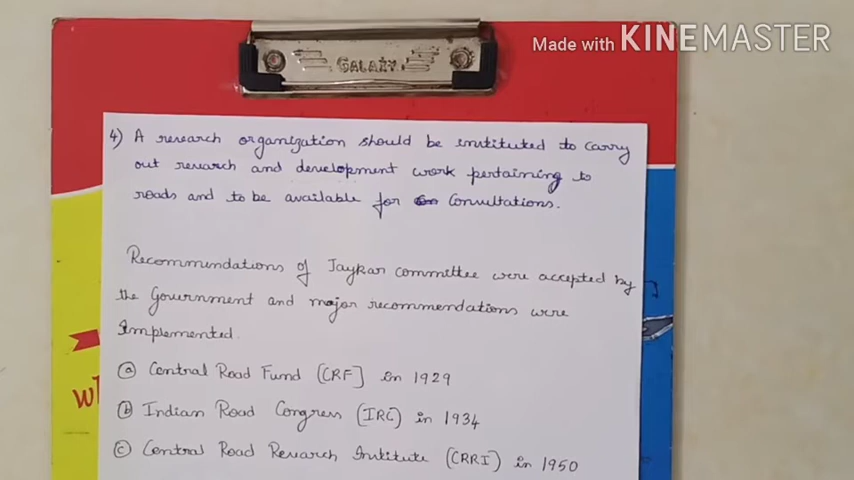 Made with KINEMASTER
GALAXY
4) A research organization should be instituted to carry
out research and development work pertaining to
roads and to be available for Consultations.
Recommendations of Jaykar committee were accepted by
the Government and major recommendations were
Implemented.
(a) Central Road Fund (CRF] in 1929
(b) Indian Road Congress (IRC) in 1934
(c) Central Road Research Institute (CRRI) in 1950